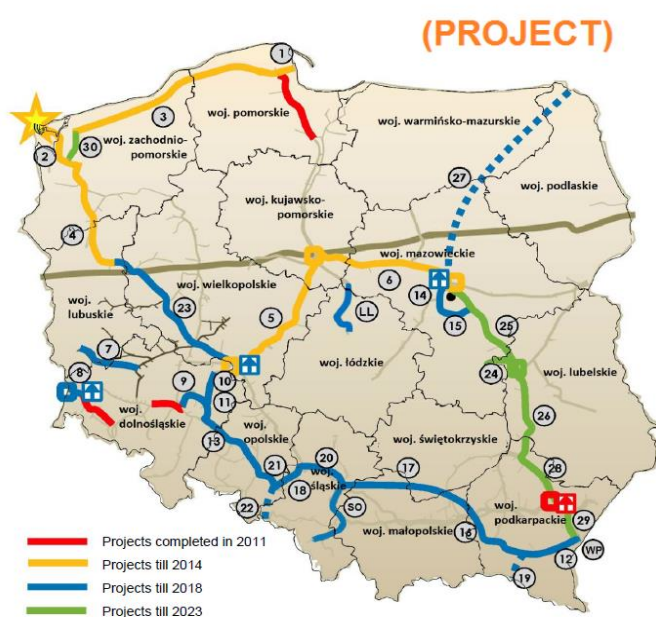 (PROJECT)
1
woj. pomorskie
woj. warmińsko-mazurskie
3
woj. zachodnio-
pomorskie
30
2
27
woj. podlaskie
woj. kujawsko-
pomorskie
4
woj. mazowieckie
woj. wielkopolskie
6
14
23
woj.
lubuskie
5
LL
15
25
7
woj. łódzkie
24
woj. lubelskie
8
9
10
11
woj.
dolnośląskie
26
13
woj.
opolskie
woj. świętokrzyskie
21
20
17
28
woj.
śląskie
18
22
SO
woj.
podkarpackie
29
woj. małopolskie
16
WP
12
19
Projects completed in 2011
Projects till 2014
Projects till 2018
Projects till 2023